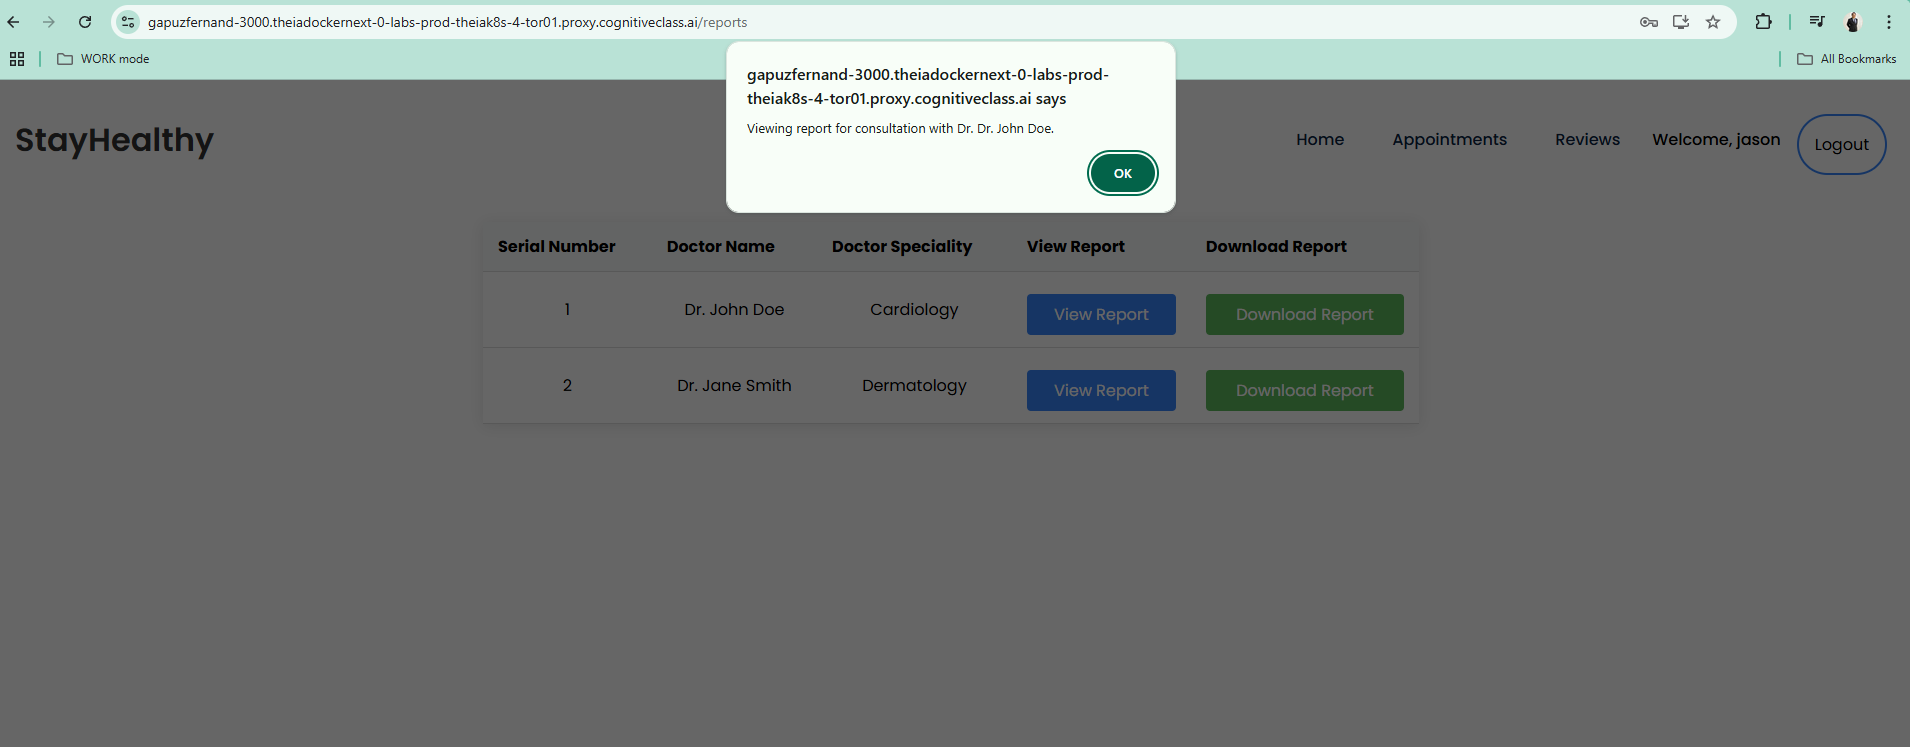 gapuzfernand-3000.theiadockernext-0-labs-prod-theiak8s-4-tor01.proxy.cognitiveclass.ai/reports
WORK mode
All Bookmarks
gapuzfernand-3000.theiadockernext-0-labs-prod-
theiak8s-4-tor01.proxy.cognitiveclass.ai says
Viewing report for consultation with Dr. Dr. John Doe.
OK
StayHealthy
Home Appointments Reviews Welcome, jason Logout
Serial Number Doctor Name Doctor Speciality View Report Download Report
1 Dr. John Doe Cardiology View Report Download Report
2 Dr. Jane Smith Dermatology View Report Download Report